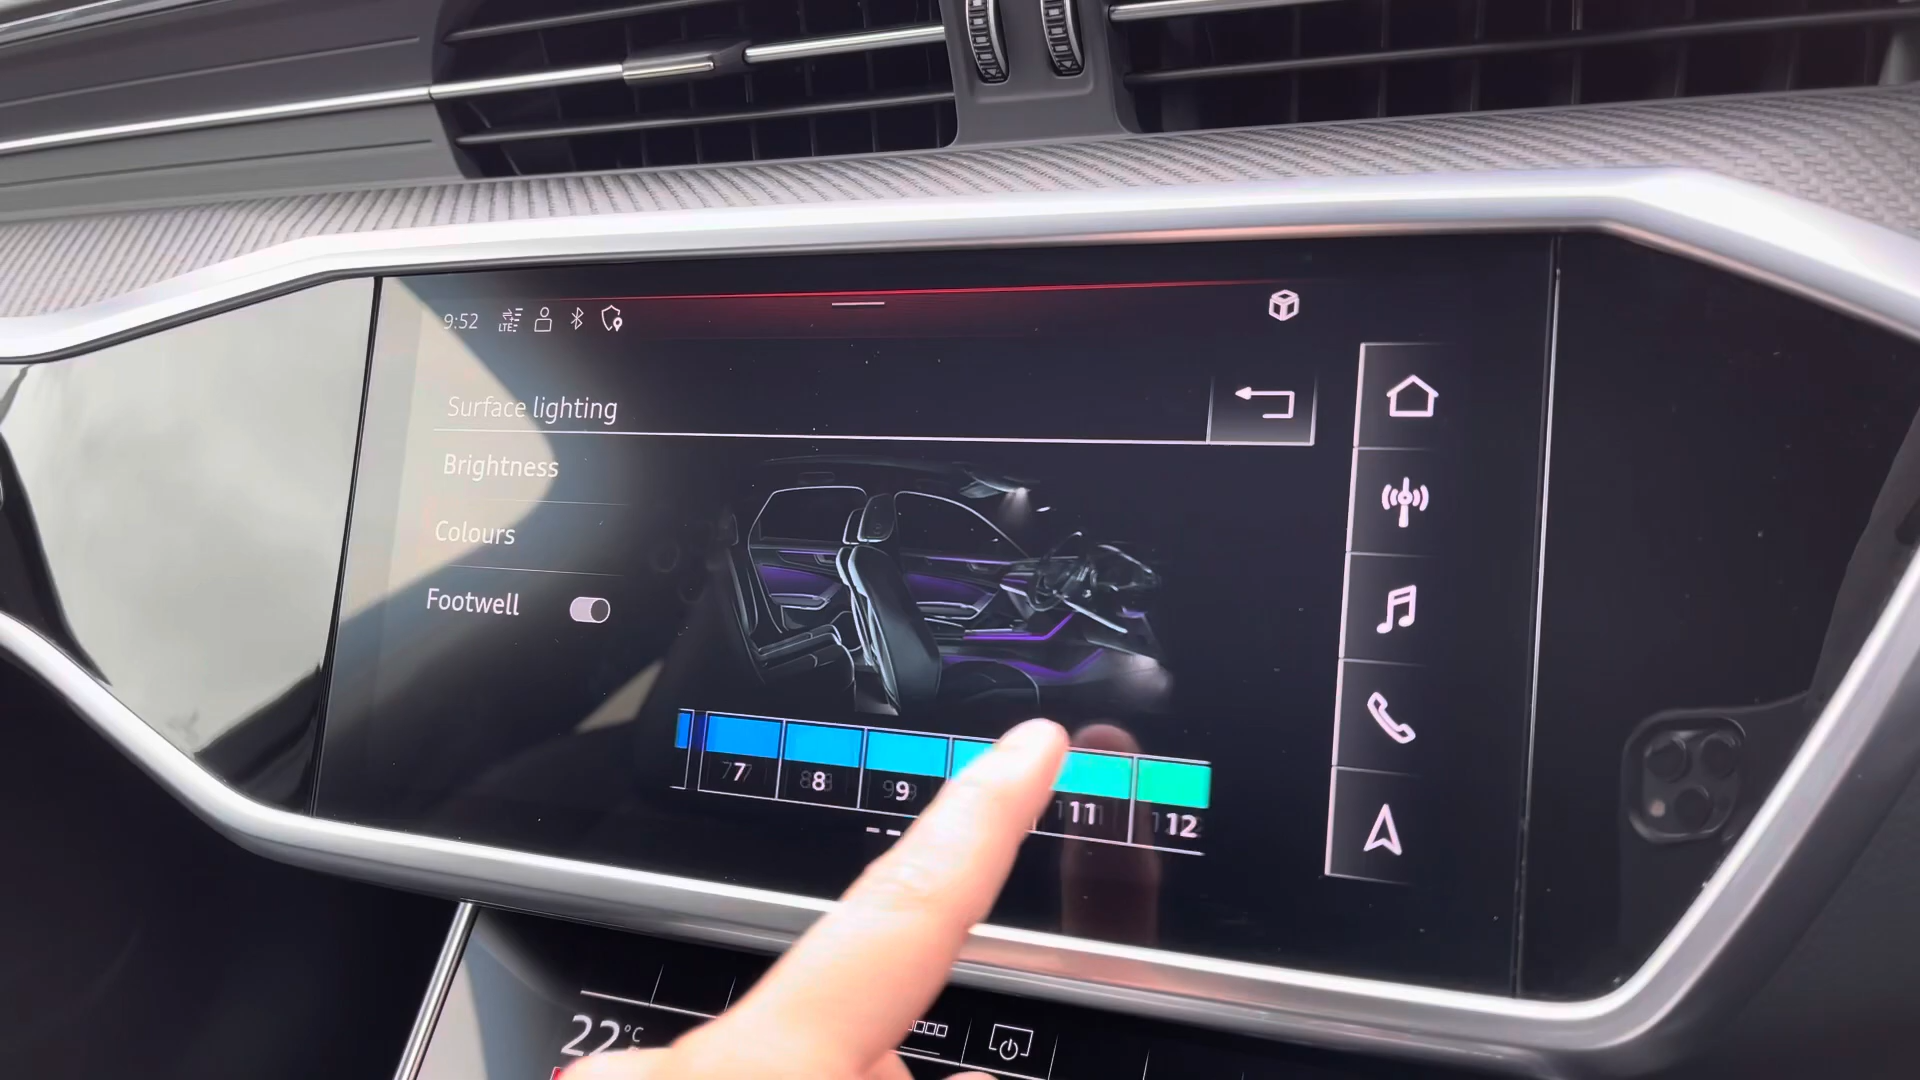 9:52 LTE
Surface lighting
Brightness
Colours
Footwell
7 8 9 11 12
22 °C